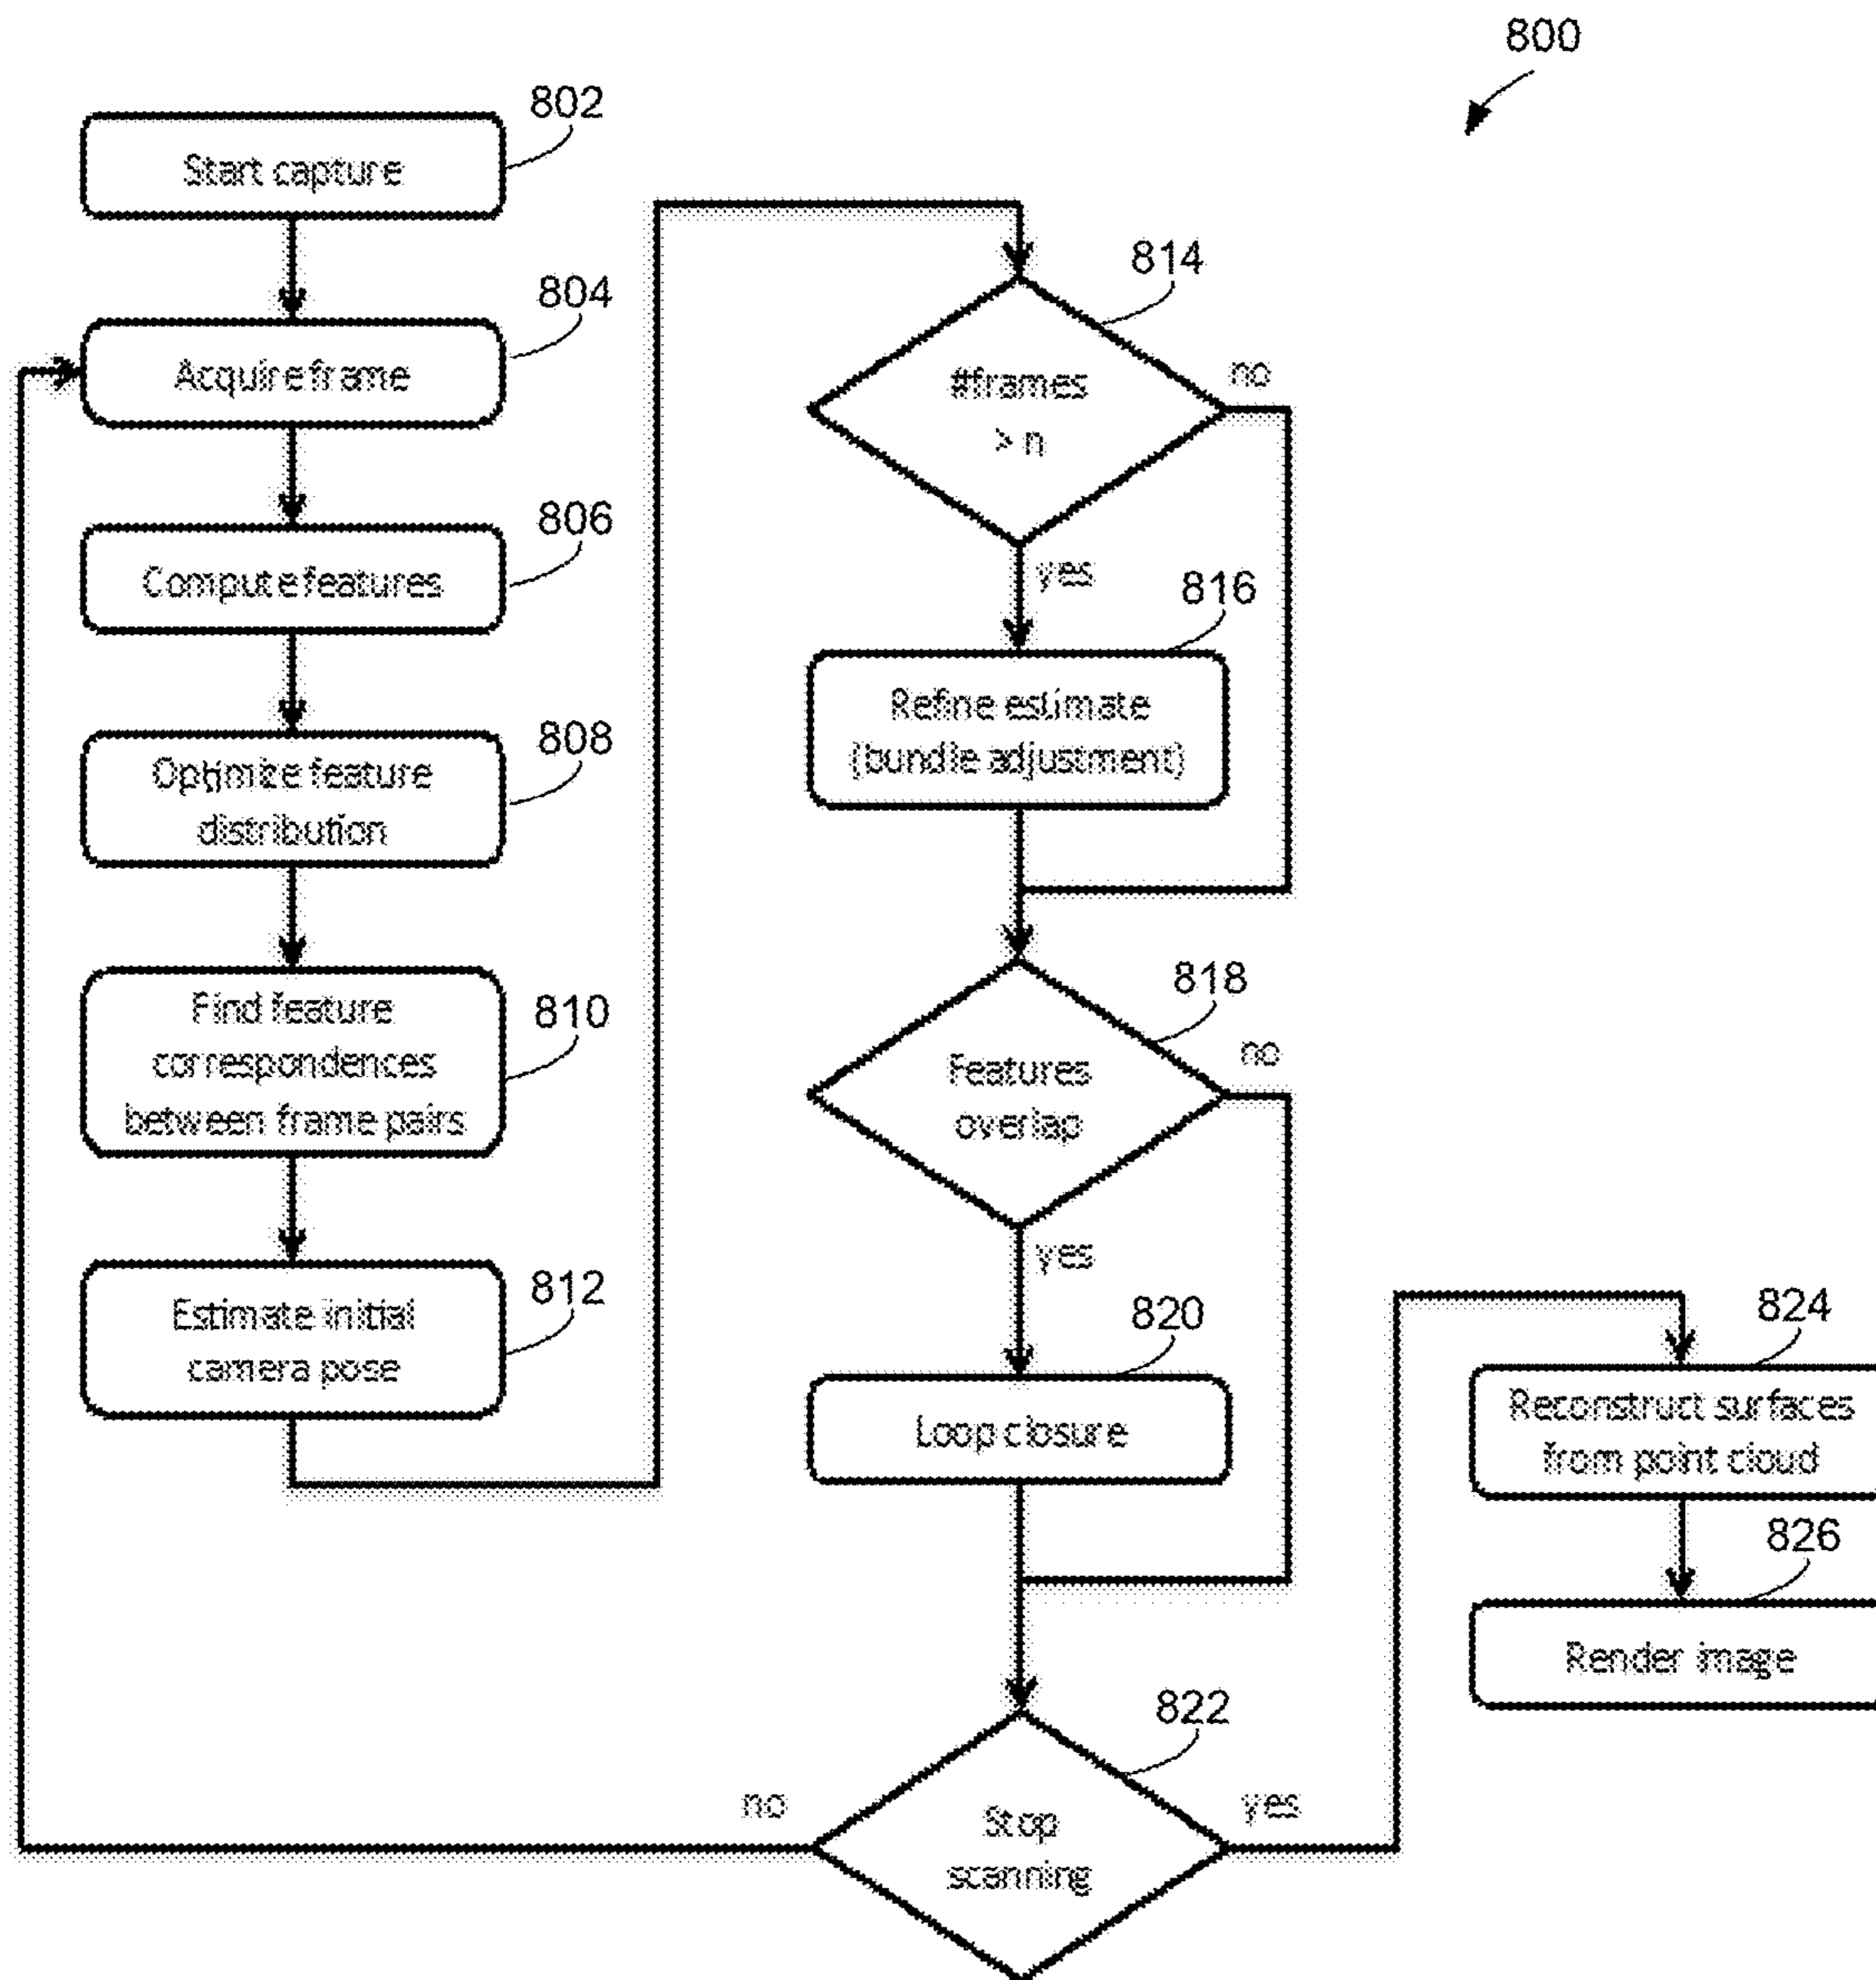 800
802
Start capture
804
Acquire frame
806
Compute features
808
Optimize feature
distribution
810
Find feature
correspondences
between frame pairs
812
Estimate initial
camera pose
814
#frames
> n
no
yes
816
Refine estimate
(bundle adjustment)
818
Features
overlap
no
yes
820
Loop closure
822
Stop
scanning
no
yes
824
Reconstruct surfaces
from point cloud
826
Render image